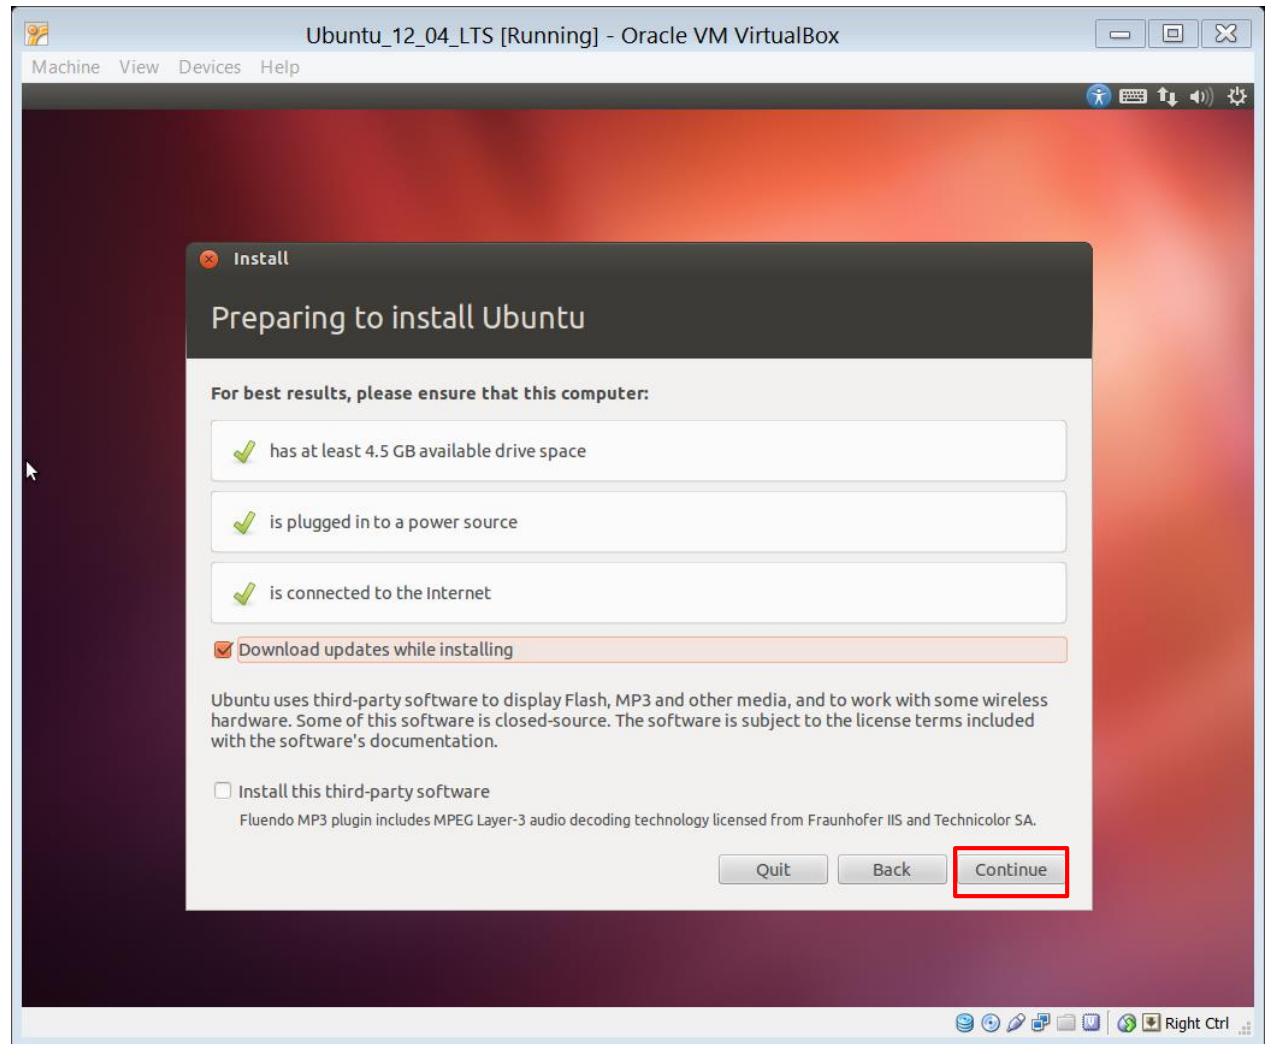 Ubuntu_12_04_LTS [Running] - Oracle VM VirtualBox
Machine View Devices Help
Install
Preparing to install Ubuntu
For best results, please ensure that this computer:
has at least 4.5 GB available drive space
is plugged in to a power source
is connected to the Internet
Download updates while installing
Ubuntu uses third-party software to display Flash, MP3 and other media, and to work with some wireless
hardware. Some of this software is closed-source. The software is subject to the license terms included
with the software's documentation.
Install this third-party software
Fluendo MP3 plugin includes MPEG Layer-3 audio decoding technology licensed from Fraunhofer IIS and Technicolor SA.
Quit Back Continue
Right Ctrl